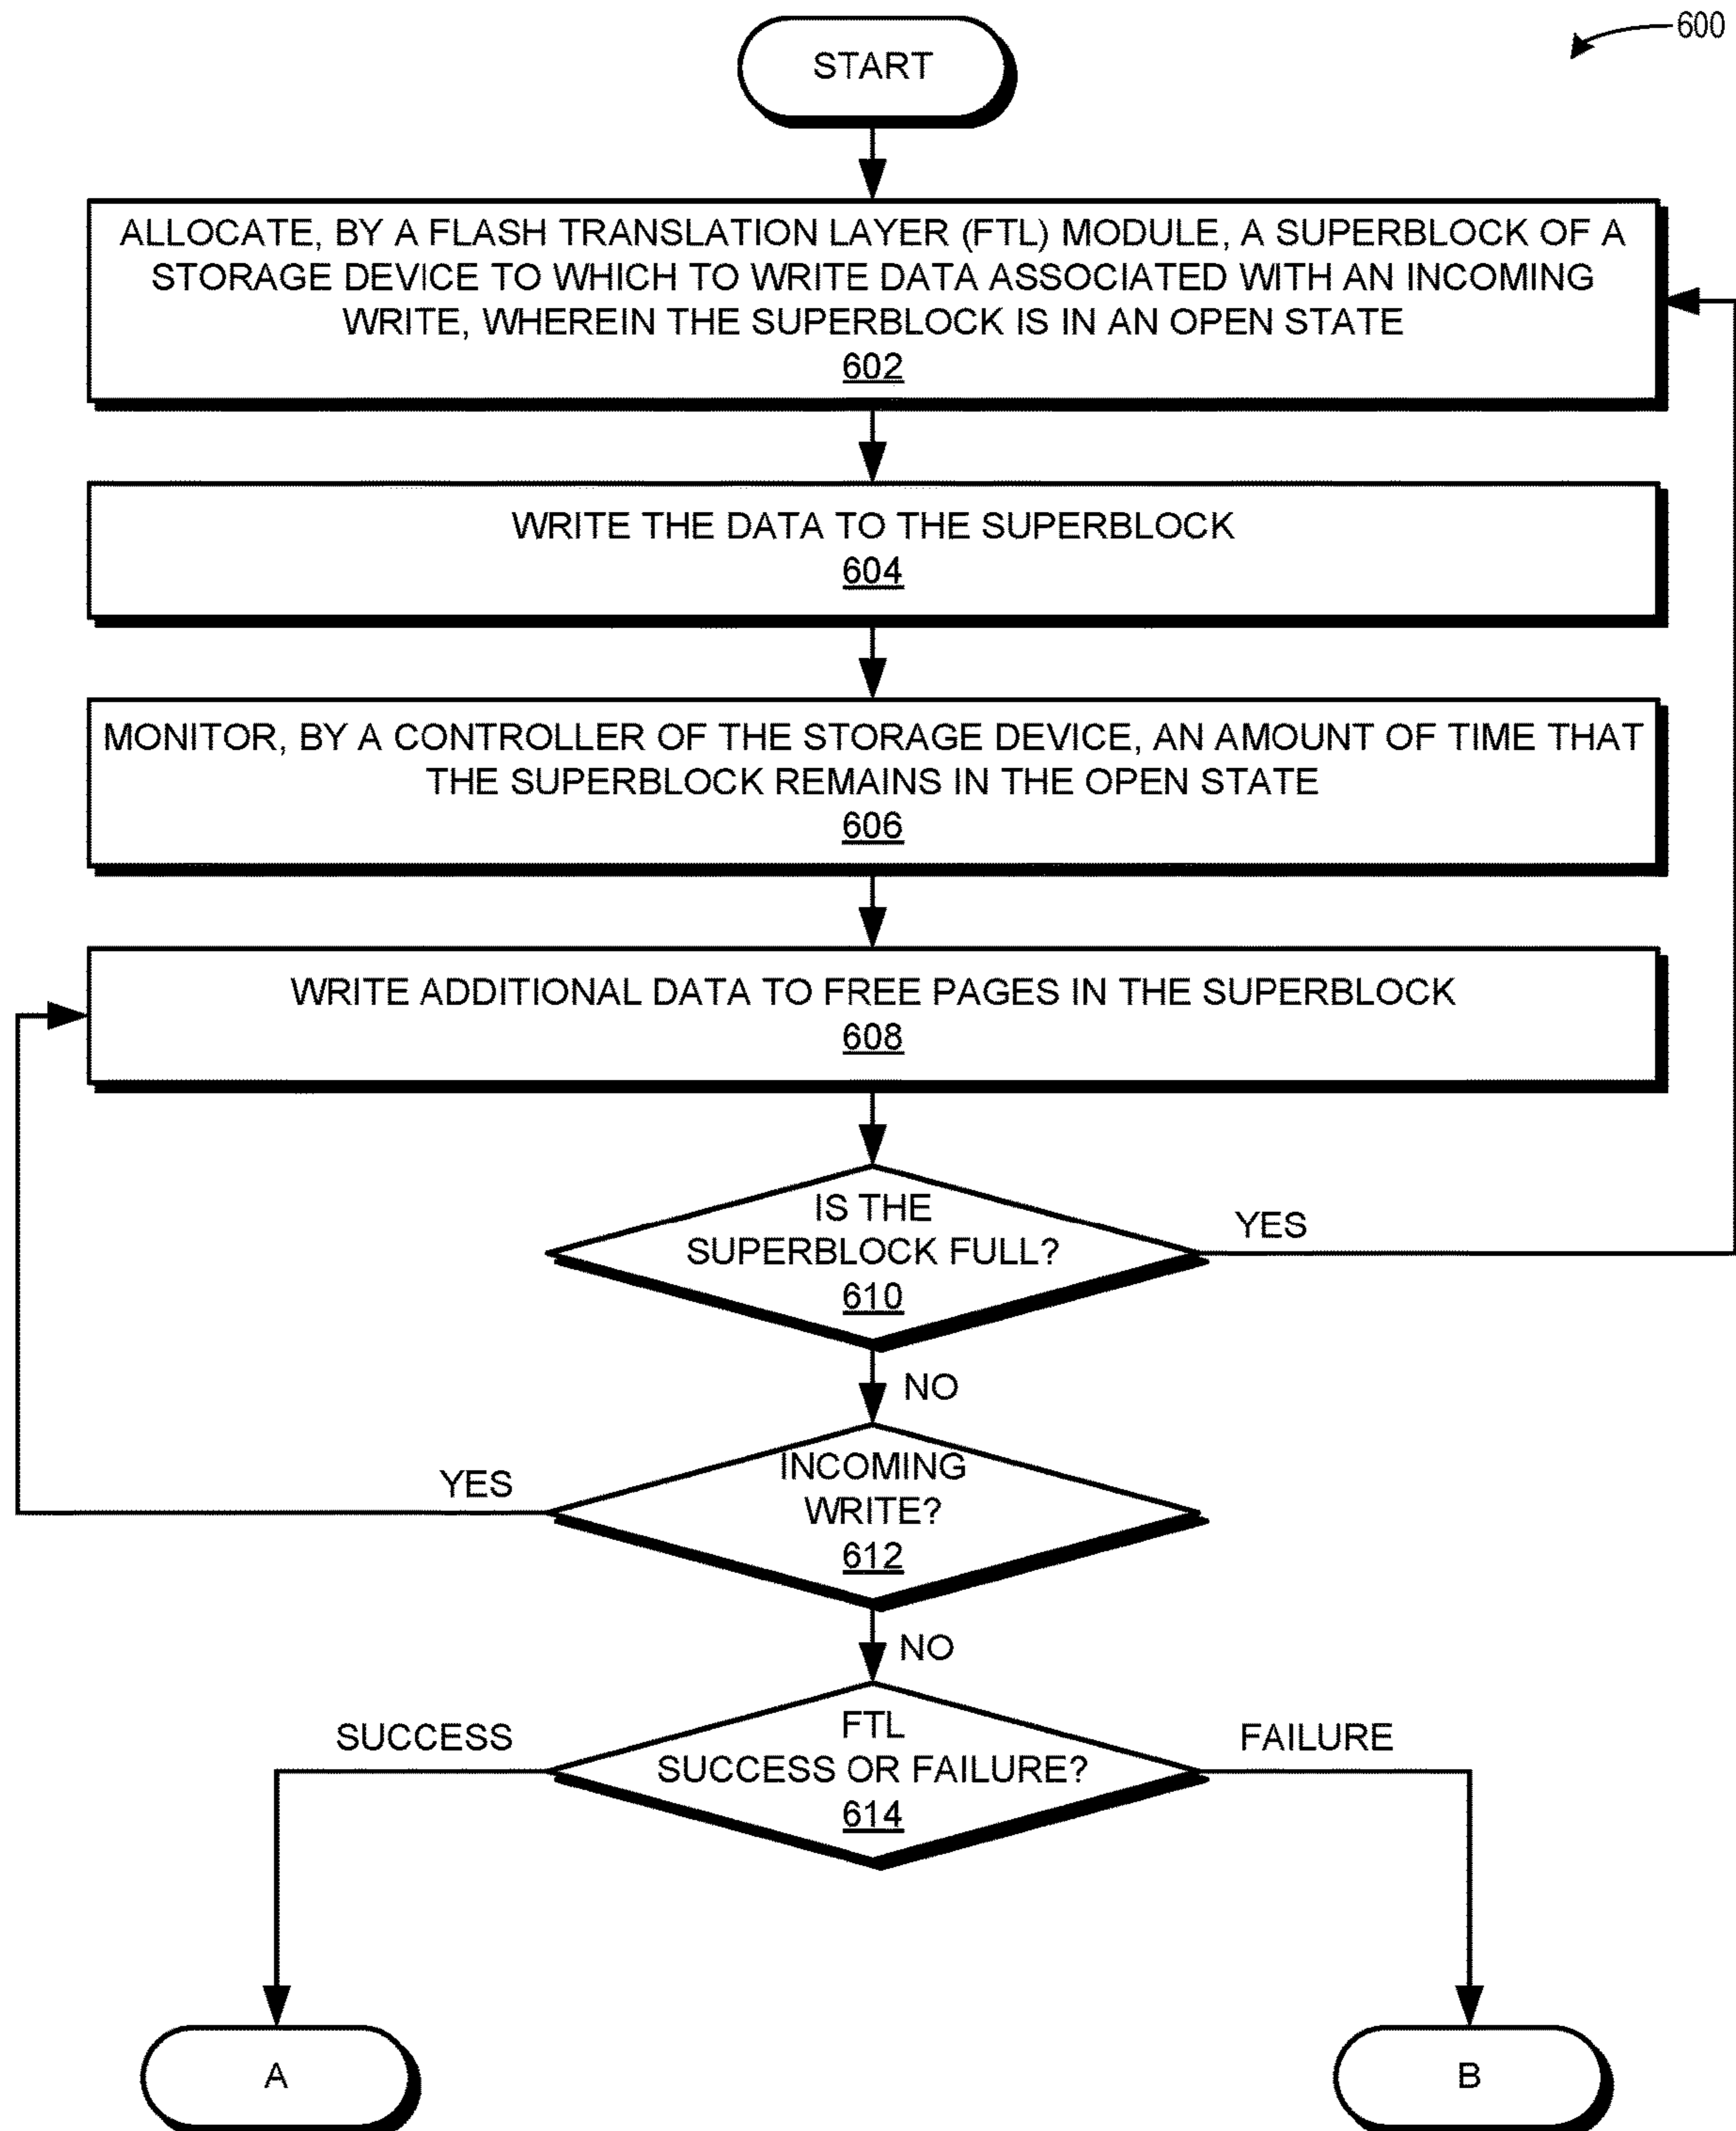 600
START
ALLOCATE, BY A FLASH TRANSLATION LAYER (FTL) MODULE, A SUPERBLOCK OF A
STORAGE DEVICE TO WHICH TO WRITE DATA ASSOCIATED WITH AN INCOMING
WRITE, WHEREIN THE SUPERBLOCK IS IN AN OPEN STATE
602
WRITE THE DATA TO THE SUPERBLOCK
604
MONITOR, BY A CONTROLLER OF THE STORAGE DEVICE, AN AMOUNT OF TIME THAT
THE SUPERBLOCK REMAINS IN THE OPEN STATE
606
WRITE ADDITIONAL DATA TO FREE PAGES IN THE SUPERBLOCK
608
IS THE
SUPERBLOCK FULL?
610
YES
NO
INCOMING
WRITE?
612
YES
NO
FTL
SUCCESS OR FAILURE?
614
SUCCESS
FAILURE
A
B